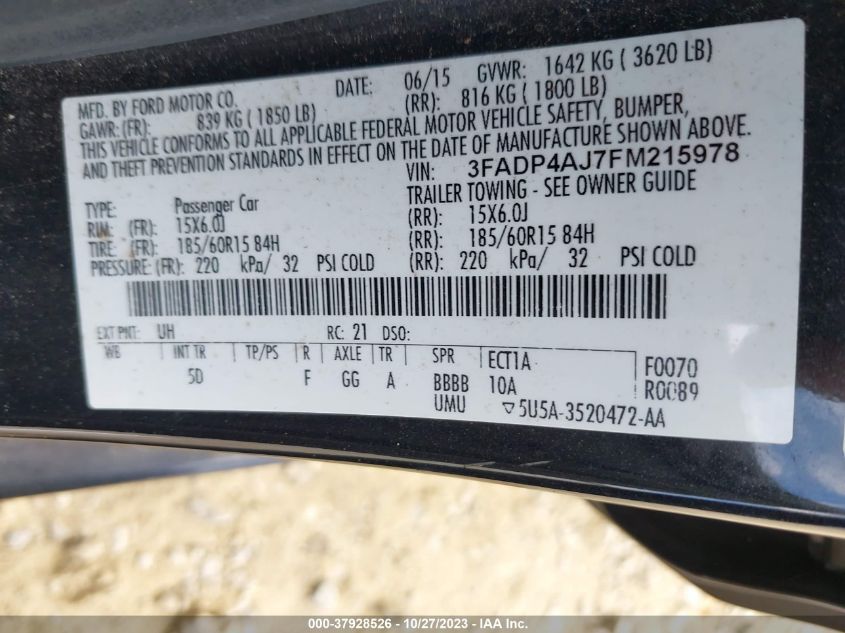 MFD. BY FORD MOTOR CO. DATE: 06/15 GVWR: 1642 KG ( 3620 LB)
GAWR: (FR): 839 KG ( 1850 LB) (RR): 816 KG ( 1800 LB)
THIS VEHICLE CONFORMS TO ALL APPLICABLE FEDERAL MOTOR VEHICLE SAFETY, BUMPER,
AND THEFT PREVENTION STANDARDS IN EFFECT ON THE DATE OF MANUFACTURE SHOWN ABOVE.
VIN: 3FADP4AJ7FM215978
TRAILER TOWING - SEE OWNER GUIDE
TYPE: Passenger Car
RIM: (FR): 15X6.0J (RR): 15X6.0J
TIRE: (FR): 185/60R15 84H (RR): 185/60R15 84H
PRESSURE: (FR): 220 kPa/ 32 PSI COLD (RR): 220 kPa/ 32 PSI COLD
EXT PNT: UH RC: 21 DSO:
WB INT TR TP/PS R AXLE TR SPR ECT1A F0070
5D F GG A BBBB 10A R0089
UMU ▽5U5A-3520472-AA
000-37928526 - 10/27/2023 - IAAI.com